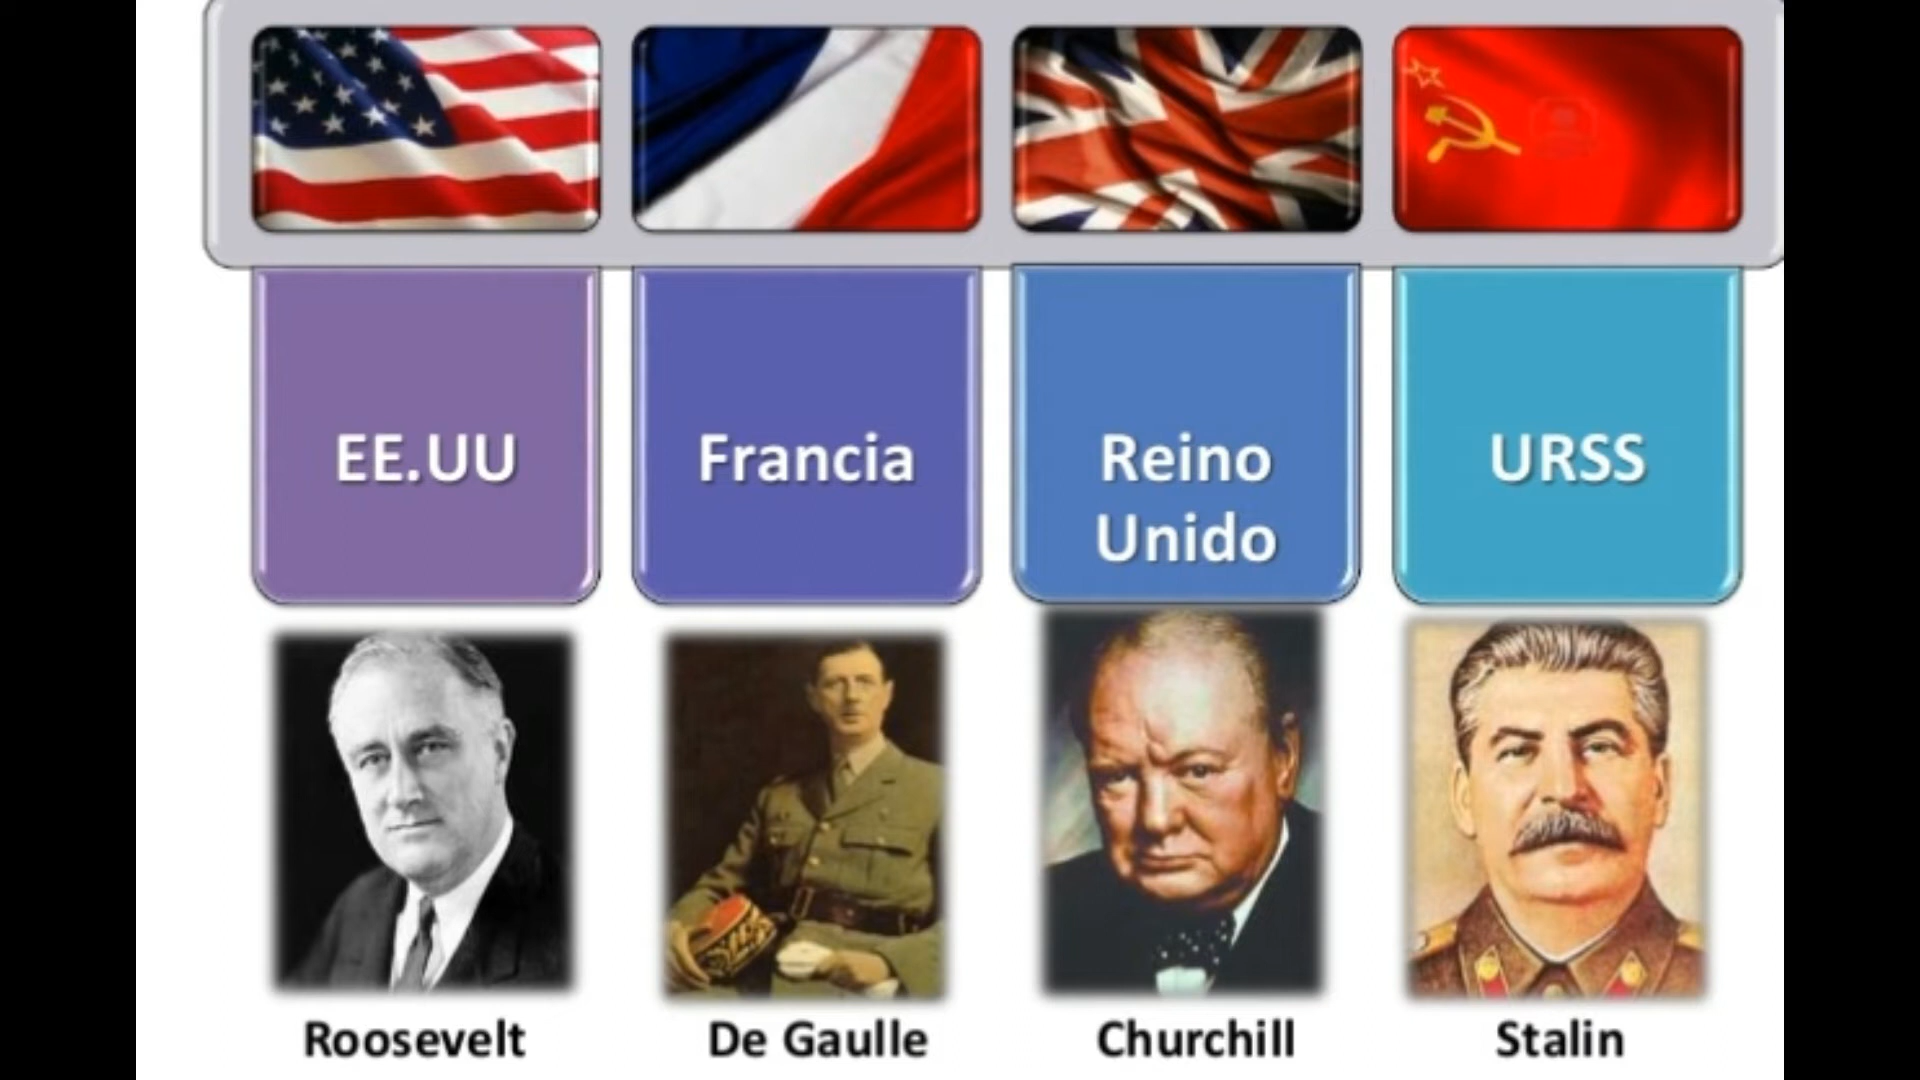 EE.UU
Francia
Reino
Unido
URSS
Roosevelt
De Gaulle
Churchill
Stalin